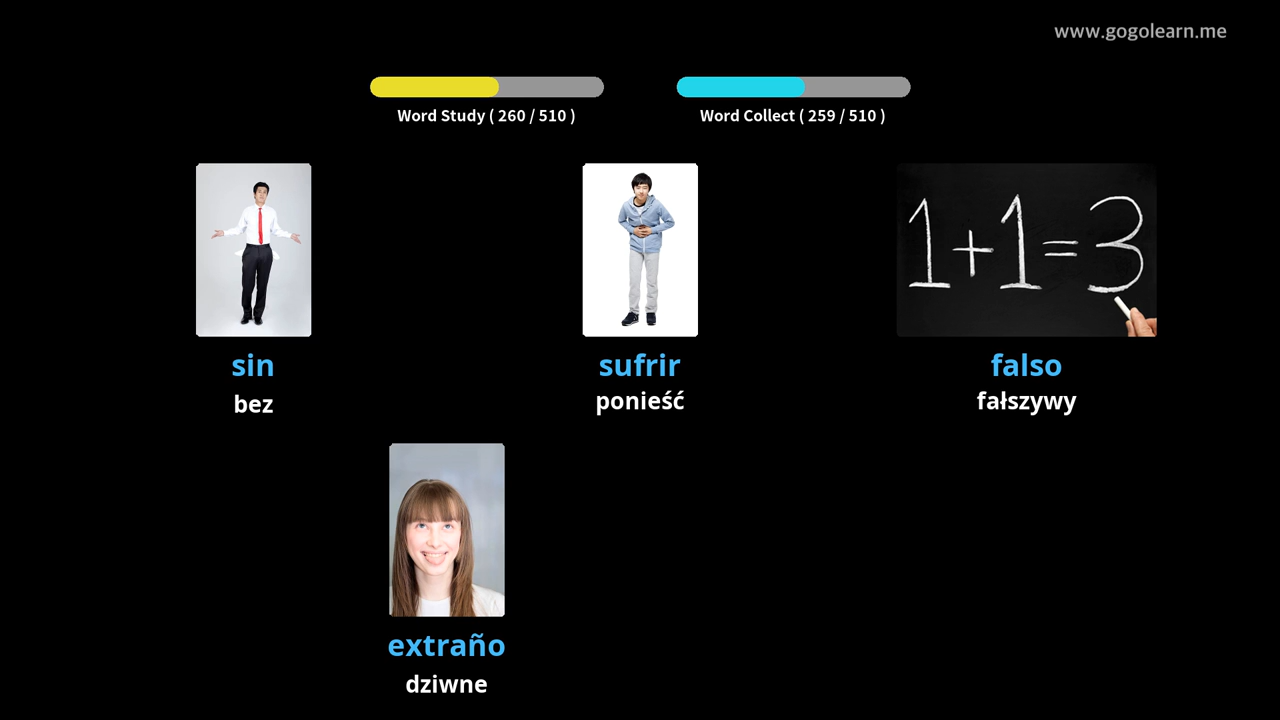 www.gogolearn.me
Word Study ( 260 / 510 )
Word Collect ( 259 / 510 )
1+1=3
sin
bez
sufrir
ponieść
falso
fałszywy
extraño
dziwne